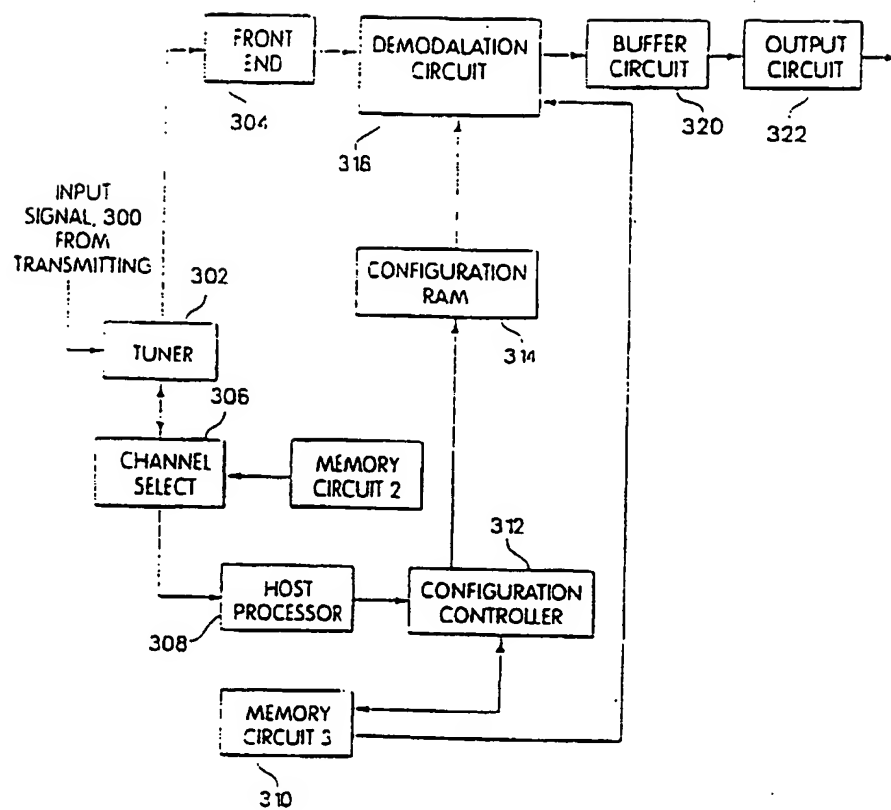 FRONT
END
304
DEMODALATION
CIRCUIT
316
BUFFER
CIRCUIT
320
OUTPUT
CIRCUIT
322
INPUT
SIGNAL, 300
FROM
TRANSMITTING
302
TUNER
CONFIGURATION
RAM
314
306
CHANNEL
SELECT
MEMORY
CIRCUIT 2
312
HOST
PROCESSOR
308
CONFIGURATION
CONTROLLER
MEMORY
CIRCUIT 3
310